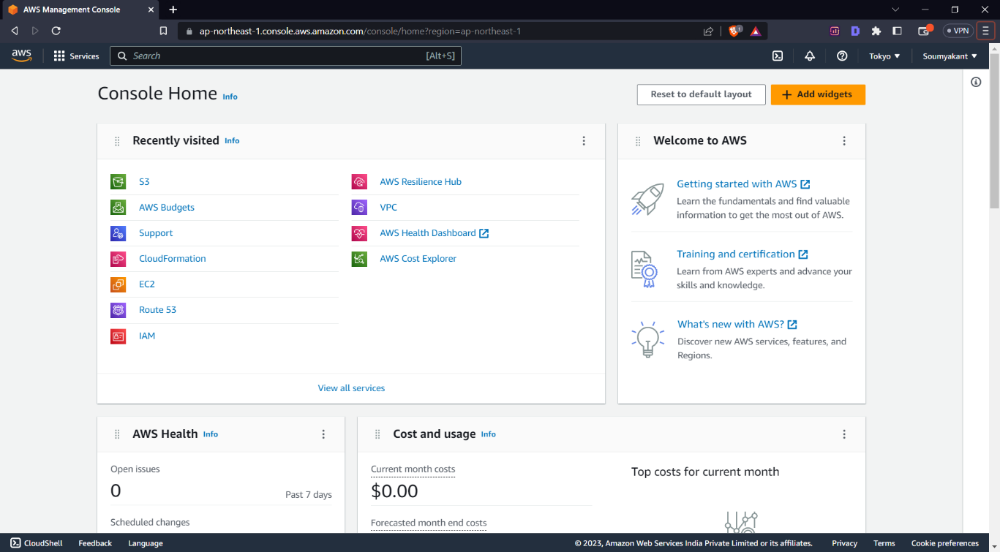 AWS Management Console
ap-northeast-1.console.aws.amazon.com/console/home?region=ap-northeast-1
1
VPN
aws
Services
Search
[Alt+S]
Tokyo
Soumyakant
Console Home Info
Reset to default layout
Add widgets
Recently visited Info
S3
AWS Budgets
Support
CloudFormation
EC2
Route 53
IAM
AWS Resilience Hub
VPC
AWS Health Dashboard
AWS Cost Explorer
View all services
Welcome to AWS
Getting started with AWS
Learn the fundamentals and find valuable
information to get the most out of AWS.
Training and certification
Learn from AWS experts and advance your
skills and knowledge.
What's new with AWS?
Discover new AWS services, features, and
Regions.
AWS Health Info
Open issues
0
Past 7 days
Scheduled changes
Cost and usage Info
Current month costs
$0.00
Forecasted month end costs
Top costs for current month
CloudShell
Feedback
Language
© 2023, Amazon Web Services India Private Limited or its affiliates.
Privacy
Terms
Cookie preferences